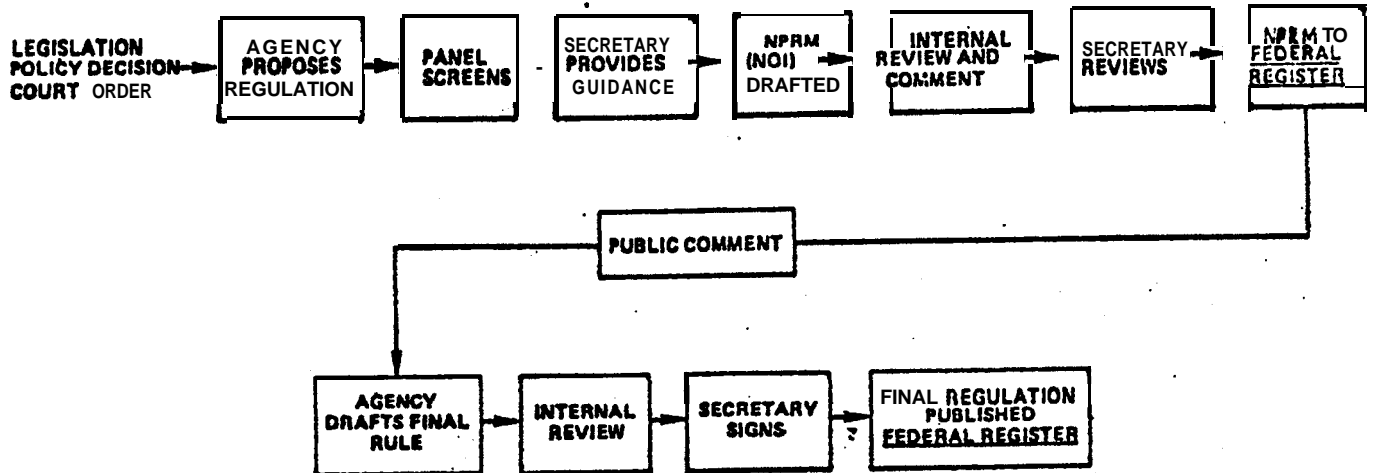 LEGISLATION
POLICY DECISION
COURT ORDER
AGENCY
PROPOSES
REGULATION
PANEL
SCREENS
SECRETARY
PROVIDES
GUIDANCE
NPRM
(NOI)
DRAFTED
INTERNAL
REVIEW AND
COMMENT
SECRETARY
REVIEWS
NPRM TO
FEDERAL
REGISTER
PUBLIC COMMENT
AGENCY
DRAFTS FINAL
RULE
INTERNAL
REVIEW
SECRETARY
SIGNS
FINAL REGULATION
PUBLISHED
FEDERAL REGISTER